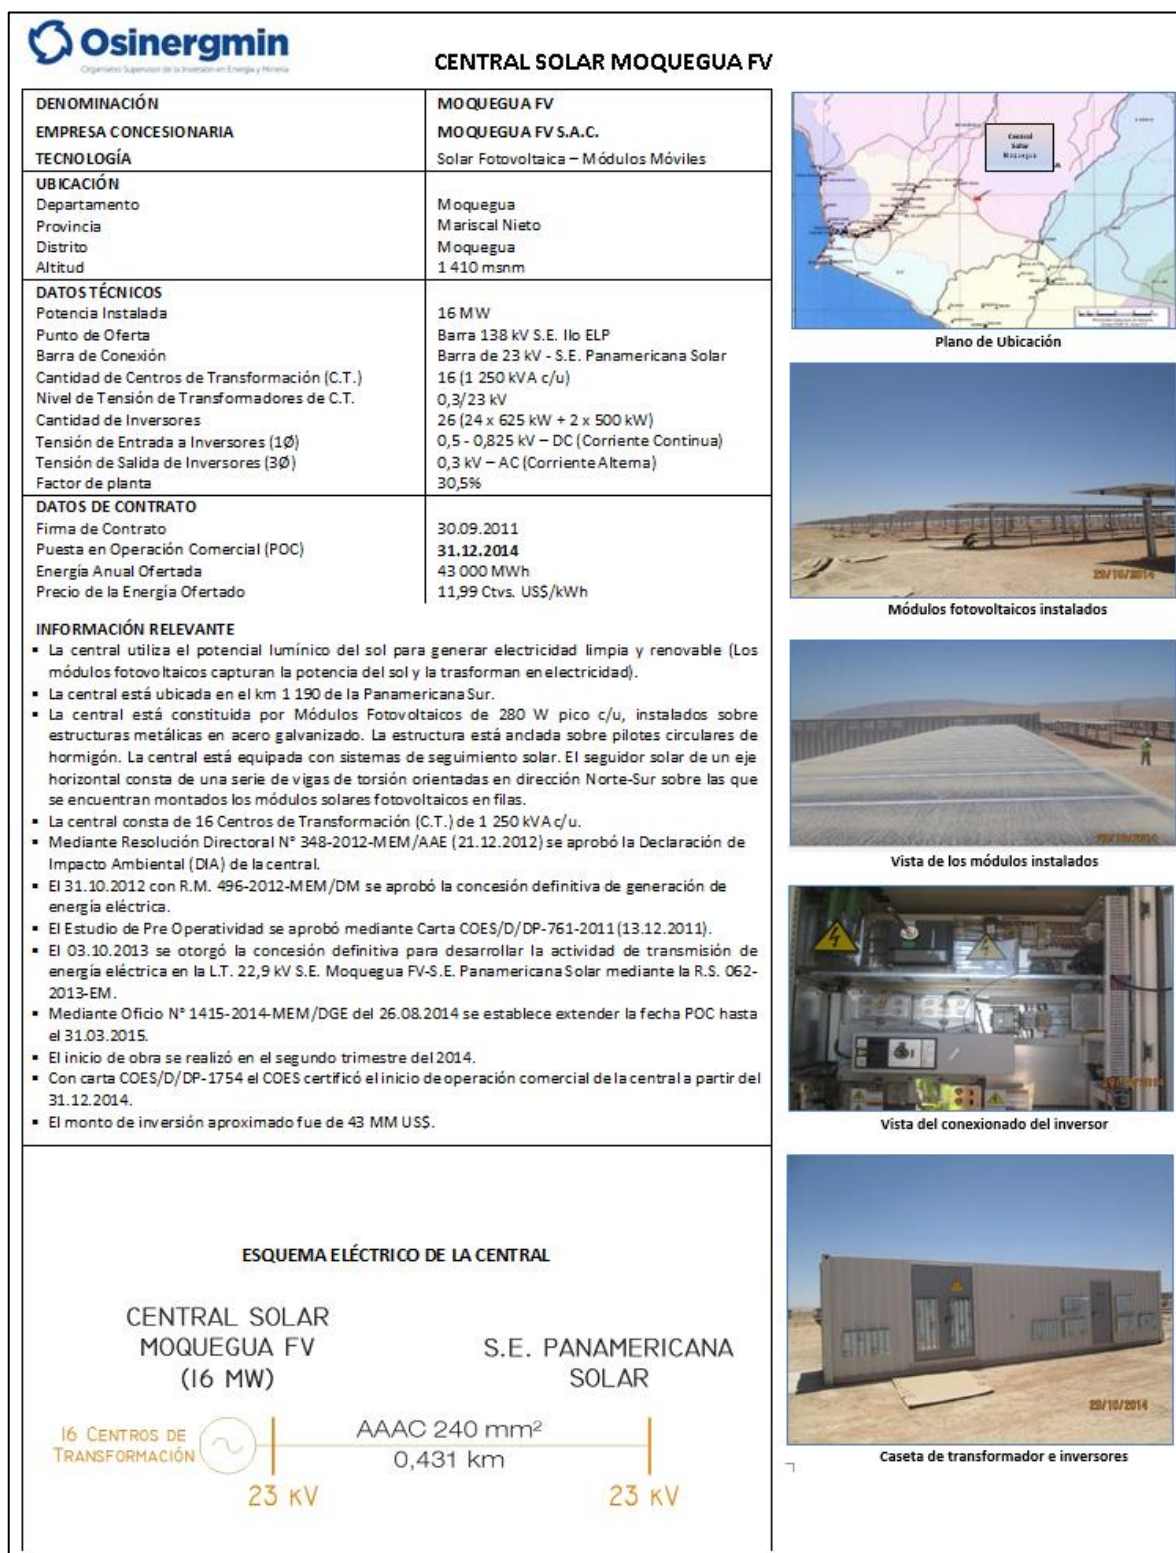 Osinergmin
Organismo Supervisor de la Inversión en Energía y Minería
CENTRAL SOLAR MOQUEGUA FV
DENOMINACIÓN MOQUEGUA FV
EMPRESA CONCESIONARIA MOQUEGUA FV S.A.C.
TECNOLOGÍA Solar Fotovoltaica – Módulos Móviles
UBICACIÓN
Departamento Moquegua
Provincia Mariscal Nieto
Distrito Moquegua
Altitud 1 410 msnm
DATOS TÉCNICOS
Potencia Instalada 16 MW
Punto de Oferta Barra 138 kV S.E. Ilo ELP
Barra de Conexión Barra de 23 kV - S.E. Panamericana Solar
Cantidad de Centros de Transformación (C.T.) 16 (1 250 kVA c/u)
Nivel de Tensión de Transformadores de C.T. 0,3/23 kV
Cantidad de Inversores 26 (24 x 625 kW + 2 x 500 kW)
Tensión de Entrada a Inversores (1Ø) 0,5 - 0,825 kV – DC (Corriente Continua)
Tensión de Salida de Inversores (3Ø) 0,3 kV – AC (Corriente Alterna)
Factor de planta 30,5%
DATOS DE CONTRATO
Firma de Contrato 30.09.2011
Puesta en Operación Comercial (POC) 31.12.2014
Energía Anual Ofertada 43 000 MWh
Precio de la Energía Ofertado 11,99 Ctvs. US$/kWh
INFORMACIÓN RELEVANTE
▪ La central utiliza el potencial lumínico del sol para generar electricidad limpia y renovable (Los
módulos fotovoltaicos capturan la potencia del sol y la trasforman en electricidad).
▪ La central está ubicada en el km 1 190 de la Panamericana Sur.
▪ La central está constituida por Módulos Fotovoltaicos de 280 W pico c/u, instalados sobre
estructuras metálicas en acero galvanizado. La estructura está anclada sobre pilotes circulares de
hormigón. La central está equipada con sistemas de seguimiento solar. El seguidor solar de un eje
horizontal consta de una serie de vigas de torsión orientadas en dirección Norte-Sur sobre las que
se encuentran montados los módulos solares fotovoltaicos en filas.
▪ La central consta de 16 Centros de Transformación (C.T.) de 1 250 kVA c/u.
▪ Mediante Resolución Directoral N° 348-2012-MEM/AAE (21.12.2012) se aprobó la Declaración de
Impacto Ambiental (DIA) de la central.
▪ El 31.10.2012 con R.M. 496-2012-MEM/DM se aprobó la concesión definitiva de generación de
energía eléctrica.
▪ El Estudio de Pre Operatividad se aprobó mediante Carta COES/D/DP-761-2011 (13.12.2011).
▪ El 03.10.2013 se otorgó la concesión definitiva para desarrollar la actividad de transmisión de
energía eléctrica en la L.T. 22,9 kV S.E. Moquegua FV-S.E. Panamericana Solar mediante la R.S. 062-
2013-EM.
▪ Mediante Oficio N° 1415-2014-MEM/DGE del 26.08.2014 se establece extender la fecha POC hasta
el 31.03.2015.
▪ El inicio de obra se realizó en el segundo trimestre del 2014.
▪ Con carta COES/D/DP-1754 el COES certificó el inicio de operación comercial de la central a partir del
31.12.2014.
▪ El monto de inversión aproximado fue de 43 MM US$.
ESQUEMA ELÉCTRICO DE LA CENTRAL
CENTRAL SOLAR
MOQUEGUA FV
(16 MW)
S.E. PANAMERICANA
SOLAR
16 CENTROS DE
TRANSFORMACIÓN
AAAC 240 mm²
0,431 km
23 KV
23 KV
Central
Solar
Moquegua
Plano de Ubicación
29/10/2014
Módulos fotovoltaicos instalados
Vista de los módulos instalados
Vista del conexionado del inversor
29/10/2014
Caseta de transformador e inversores